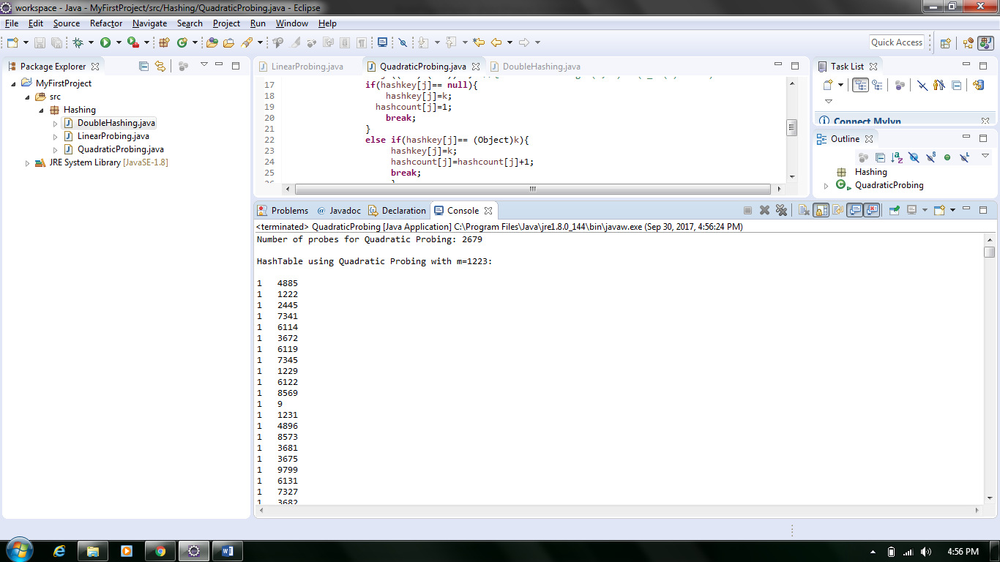 workspace - Java - MyFirstProject/src/Hashing/QuadraticProbing.java - Eclipse
File Edit Source Refactor Navigate Search Project Run Window Help
Quick Access
Package Explorer
MyFirstProject
src
Hashing
DoubleHashing.java
LinearProbing.java
QuadraticProbing.java
JRE System Library [JavaSE-1.8]
LinearProbing.java QuadraticProbing.java DoubleHashing.java
17 if(hashkey[j]== null){
18 hashkey[j]=k;
19 hashcount[j]=1;
20 break;
21 }
22 else if(hashkey[j]== (Object)k){
23 hashkey[j]=k;
24 hashcount[j]=hashcount[j]+1;
25 break;
Task List
Connect Mylyn
Outline
Hashing
QuadraticProbing
Problems @ Javadoc Declaration Console
<terminated> QuadraticProbing [Java Application] C:\Program Files\Java\jre1.8.0_144\bin\javaw.exe (Sep 30, 2017, 4:56:24 PM)
Number of probes for Quadratic Probing: 2679
HashTable using Quadratic Probing with m=1223:
1 4885
1 1222
1 2445
1 7341
1 6114
1 3672
1 6119
1 7345
1 1229
1 6122
1 8569
1 9
1 1231
1 4896
1 8573
1 3681
1 3675
1 9799
1 6131
1 7327
1 3682
4:56 PM